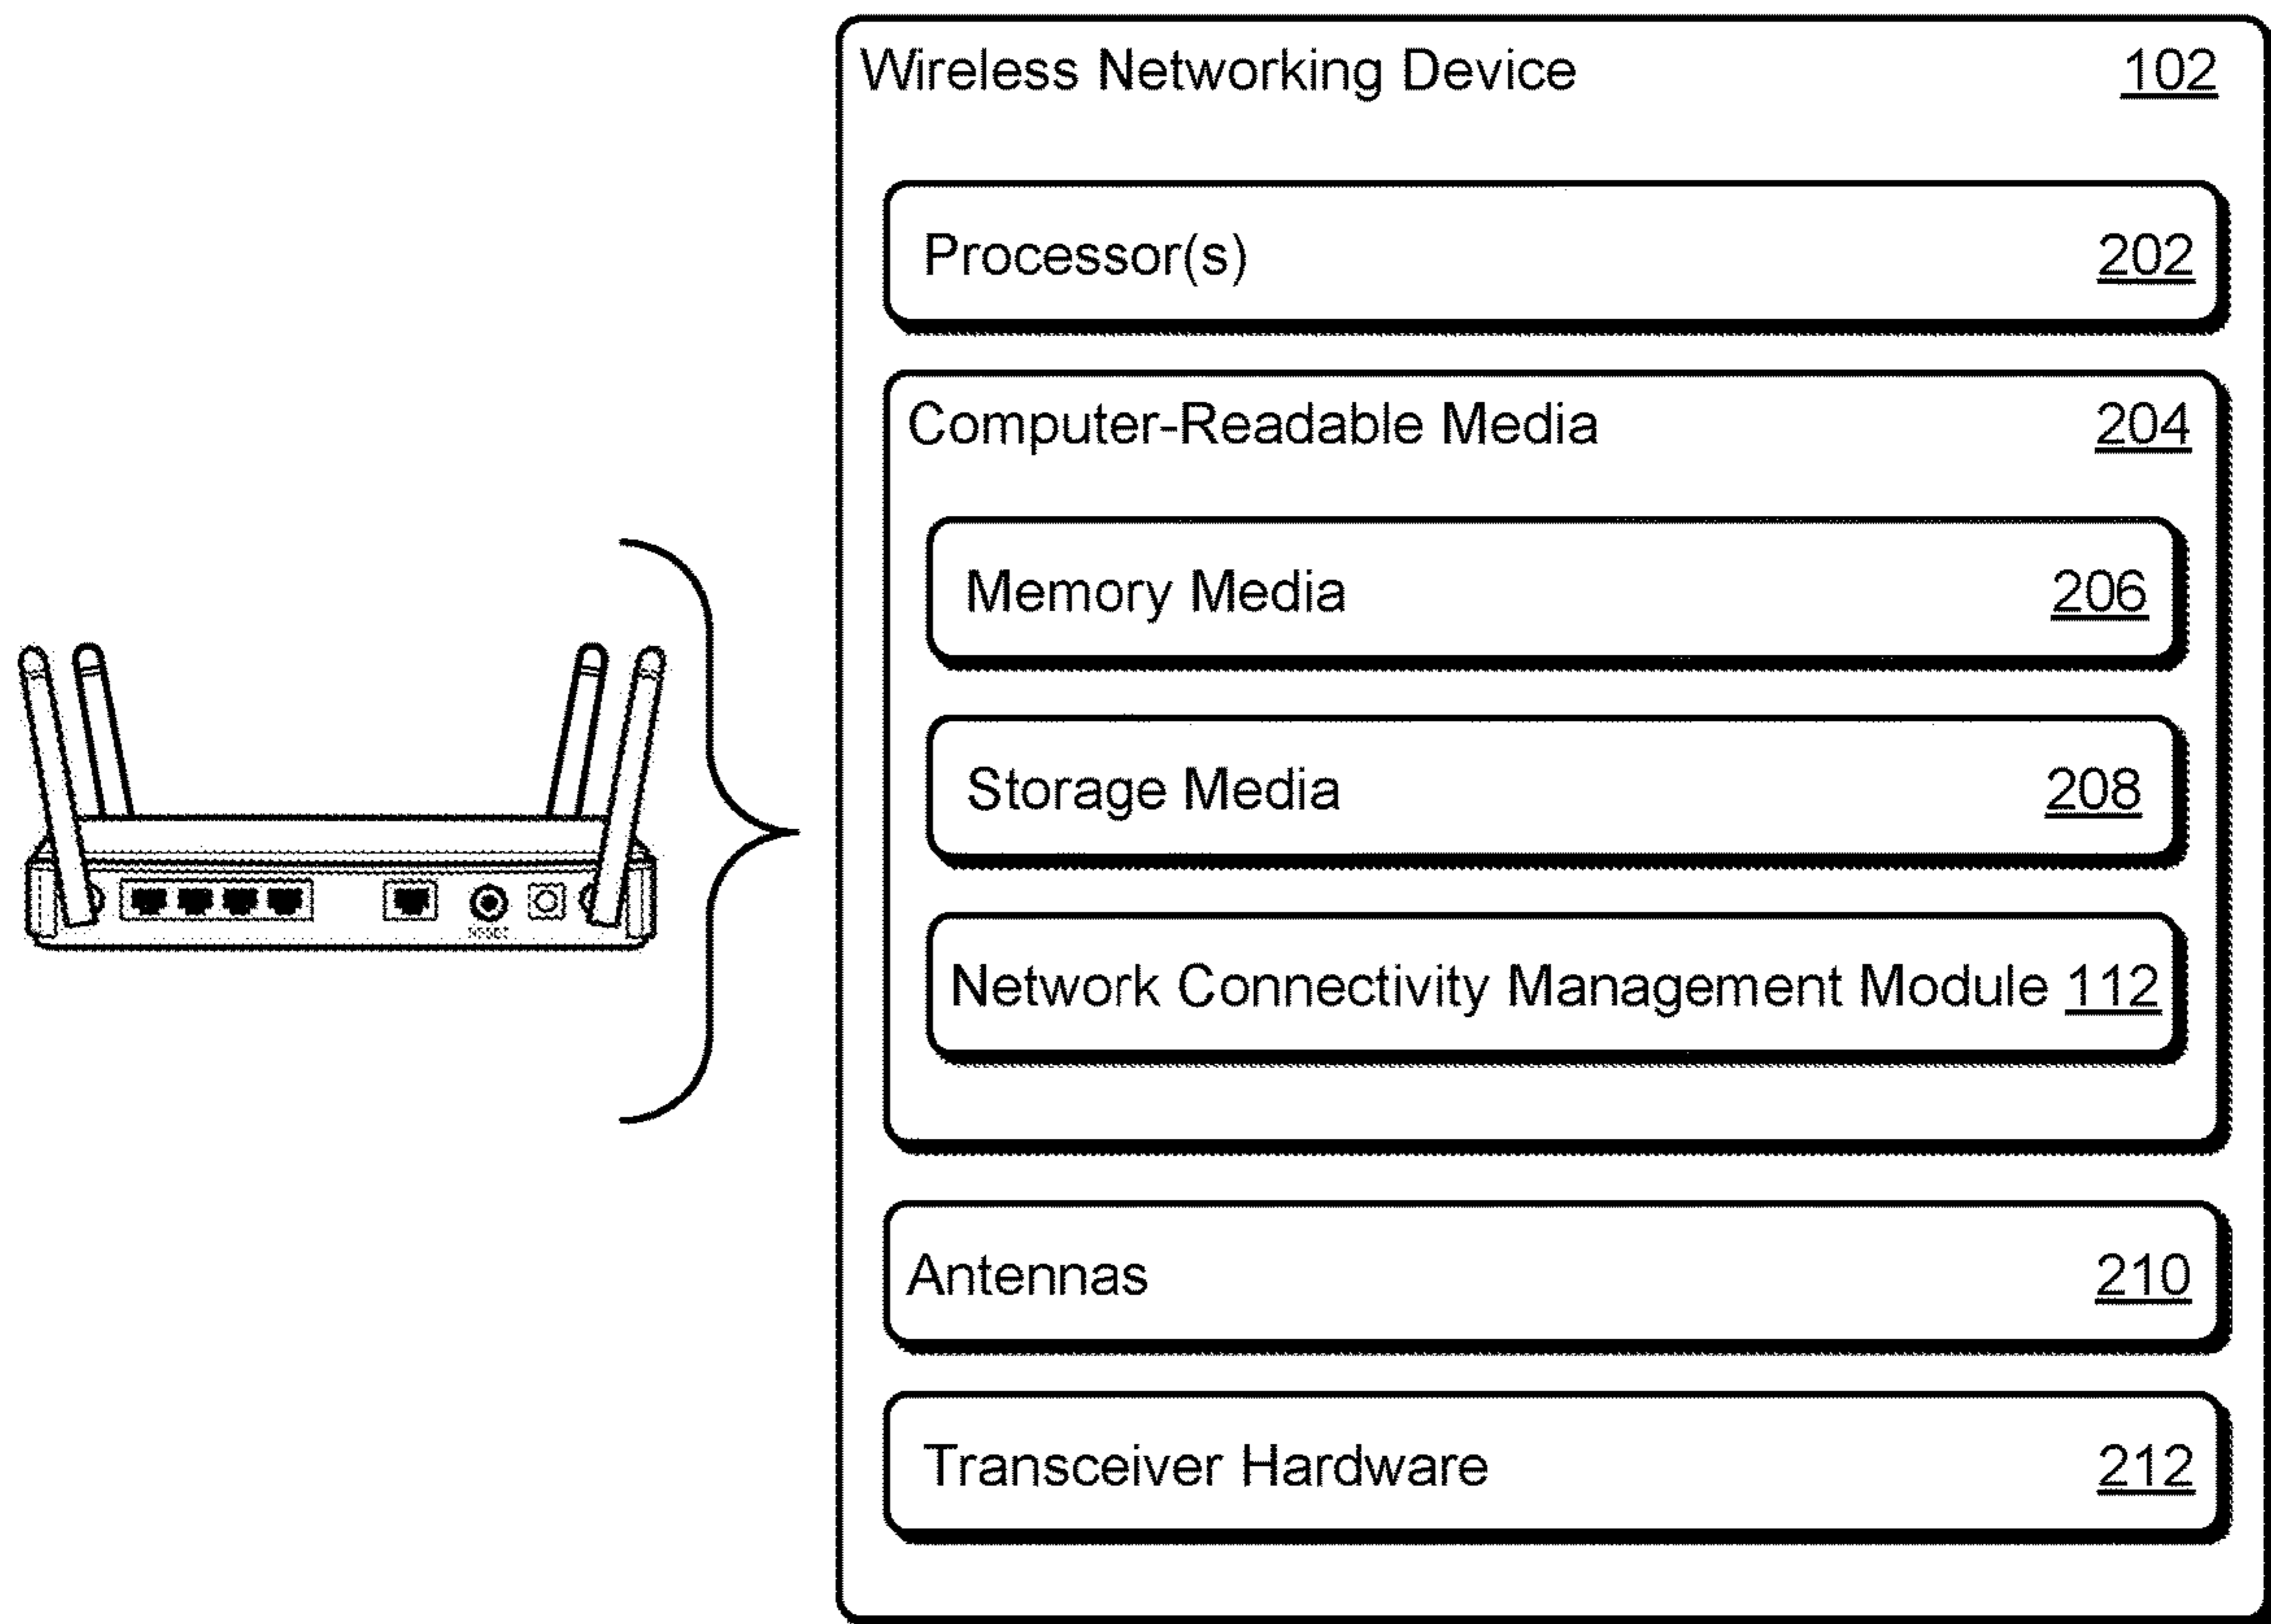 Wireless Networking Device 102
Processor(s) 202
Computer-Readable Media 204
Memory Media 206
Storage Media 208
Network Connectivity Management Module 112
Antennas 210
Transceiver Hardware 212